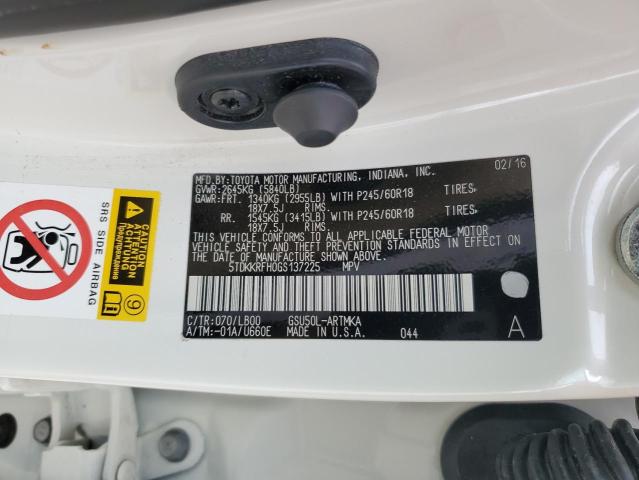 MFD.BY:TOYOTA MOTOR MANUFACTURING, INDIANA, INC. 02/16
GVWR:2645KG (5840LB)
GAWR:FRT. 1340KG (2955LB) WITH P245/60R18 TIRES,
18X7.5J RIMS.
RR. 1545KG (3415LB) WITH P245/60R18 TIRES,
18X7.5J RIMS.
THIS VEHICLE CONFORMS TO ALL APPLICABLE FEDERAL MOTOR
VEHICLE SAFETY AND THEFT PREVENTION STANDARDS IN EFFECT ON
THE DATE OF MANUFACTURE SHOWN ABOVE.
5TDKKRFH0GS137225 MPV
C/TR:070/LB00 GSU50L-ARTMKA
A/TM:-01A/U660E MADE IN U.S.A. 044
A
SRS SIDE AIRBAG
⚠CAUTION
⚠ACHTUNG
⚠Предупреждение
9